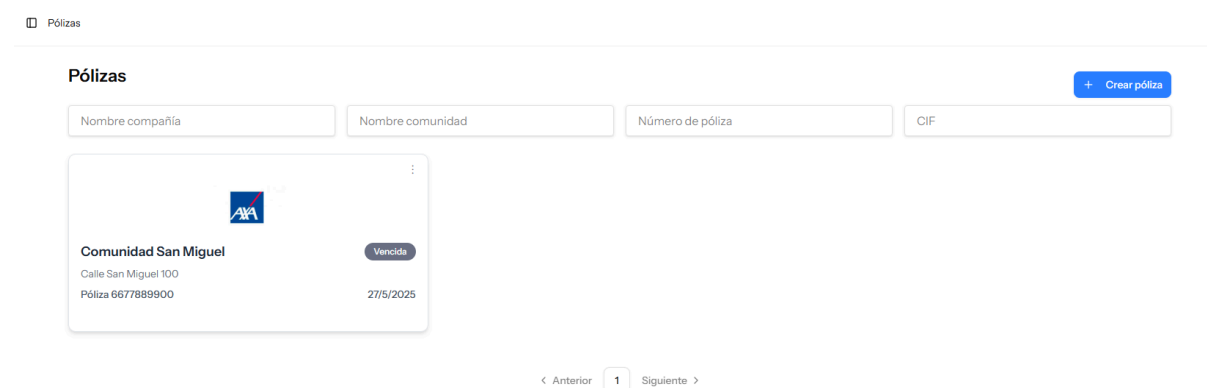 Pólizas
Pólizas
+ Crear póliza
Nombre compañía
Nombre comunidad
Número de póliza
CIF
AXA
Comunidad San Miguel
Vencida
Calle San Miguel 100
Póliza 6677889900
27/5/2025
< Anterior 1 Siguiente >